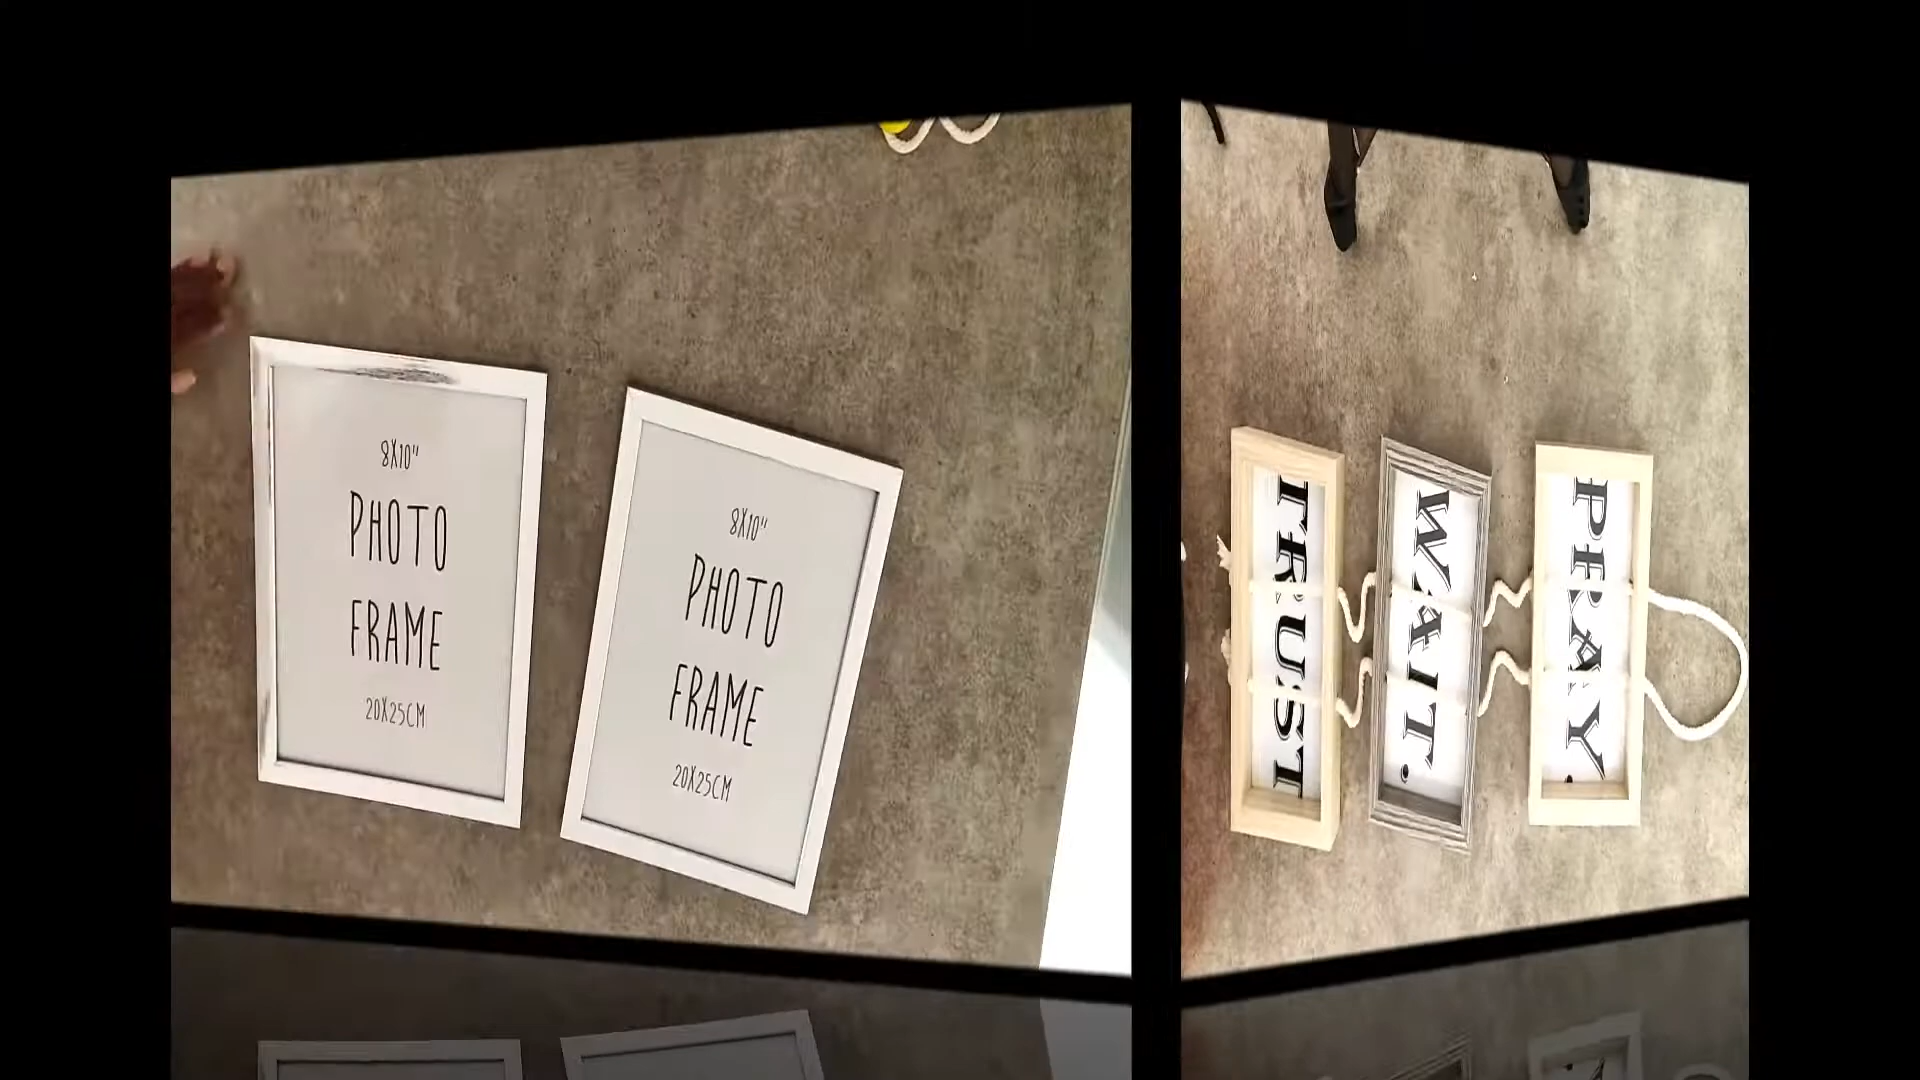 8X10"
PHOTO
FRAME
20X25CM
8X10"
PHOTO
FRAME
20X25CM
PRAY.
WAIT.
TRUST